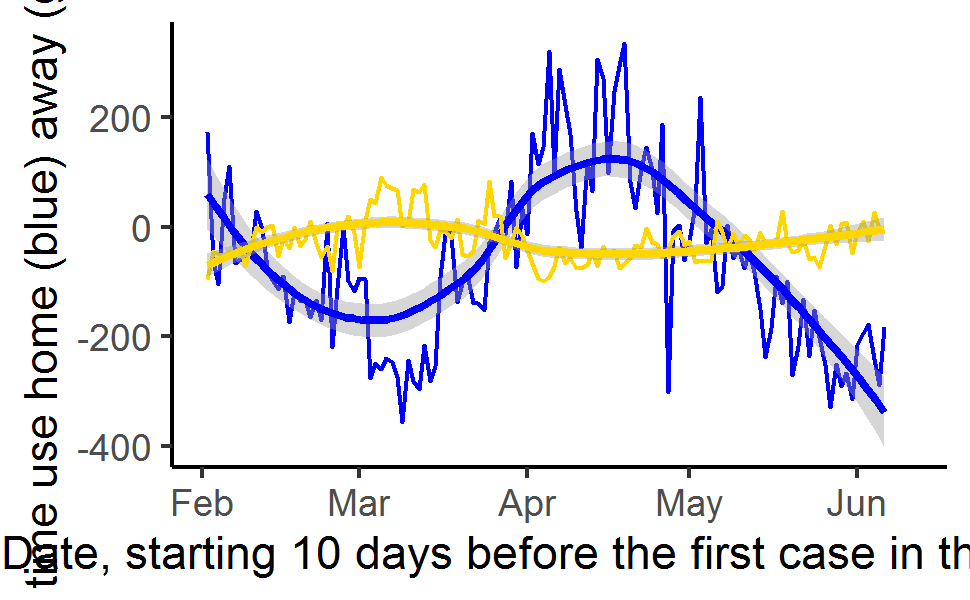 time use home (blue) away (
200
0
-200
-400
Feb Mar Apr May Jun
Date, starting 10 days before the first case in th